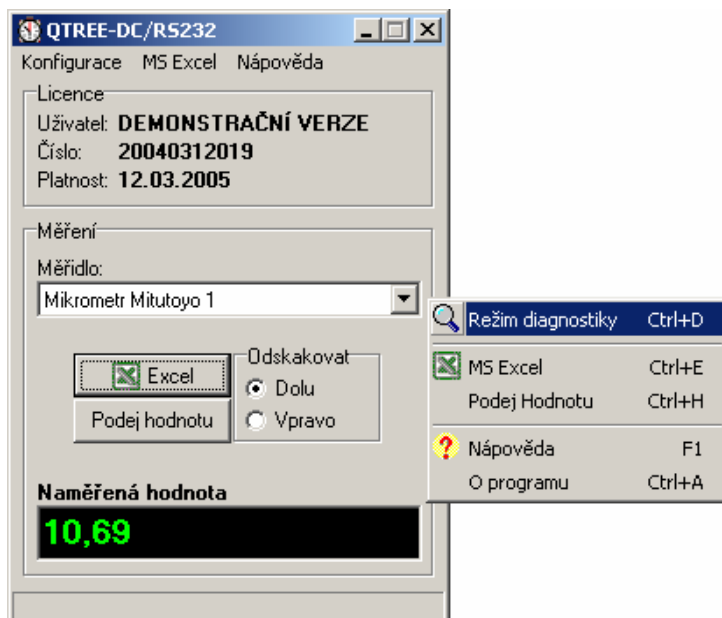 QTREE-DC/RS232
Konfigurace MS Excel Nápověda
Licence
Uživatel: DEMONSTRAČNÍ VERZE
Číslo: 20040312019
Platnost: 12.03.2005
Měření
Měřidlo:
Mikrometr Mitutoyo 1
Excel
Podej hodnotu
Odskakovat
Dolu
Vpravo
Naměřená hodnota
10,69
Režim diagnostiky Ctrl+D
MS Excel Ctrl+E
Podej Hodnotu Ctrl+H
Nápověda F1
O programu Ctrl+A